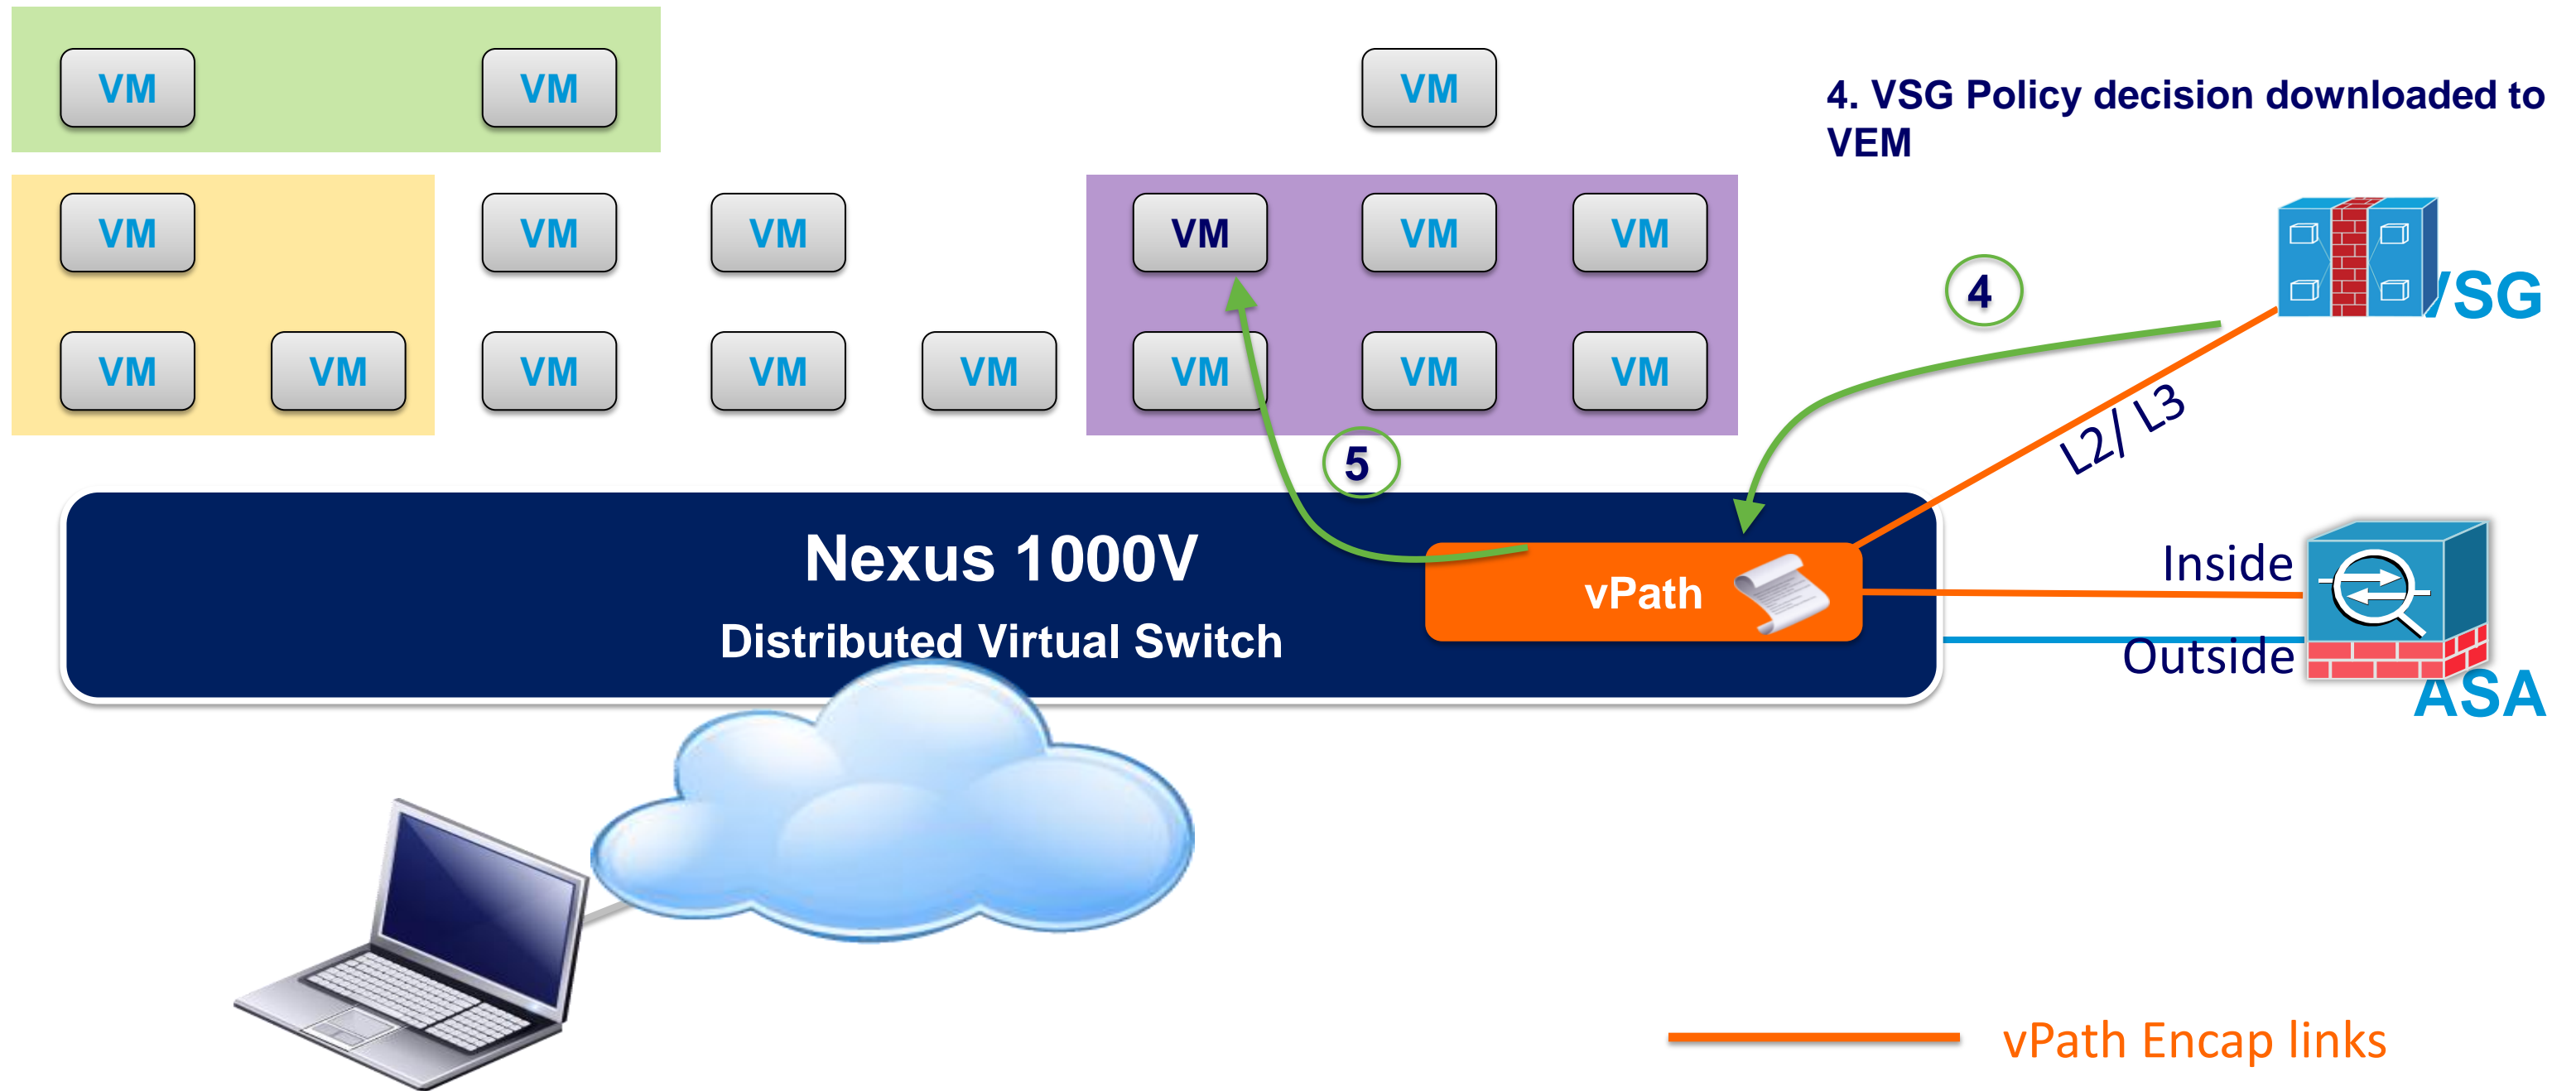 VM VM VM
4. VSG Policy decision downloaded to
VEM
VM VM VM VM VM VM
4
VSG
VM VM VM VM VM VM VM VM
L2/ L3
5
Nexus 1000V
Distributed Virtual Switch
vPath
Inside
Outside
ASA
vPath Encap links